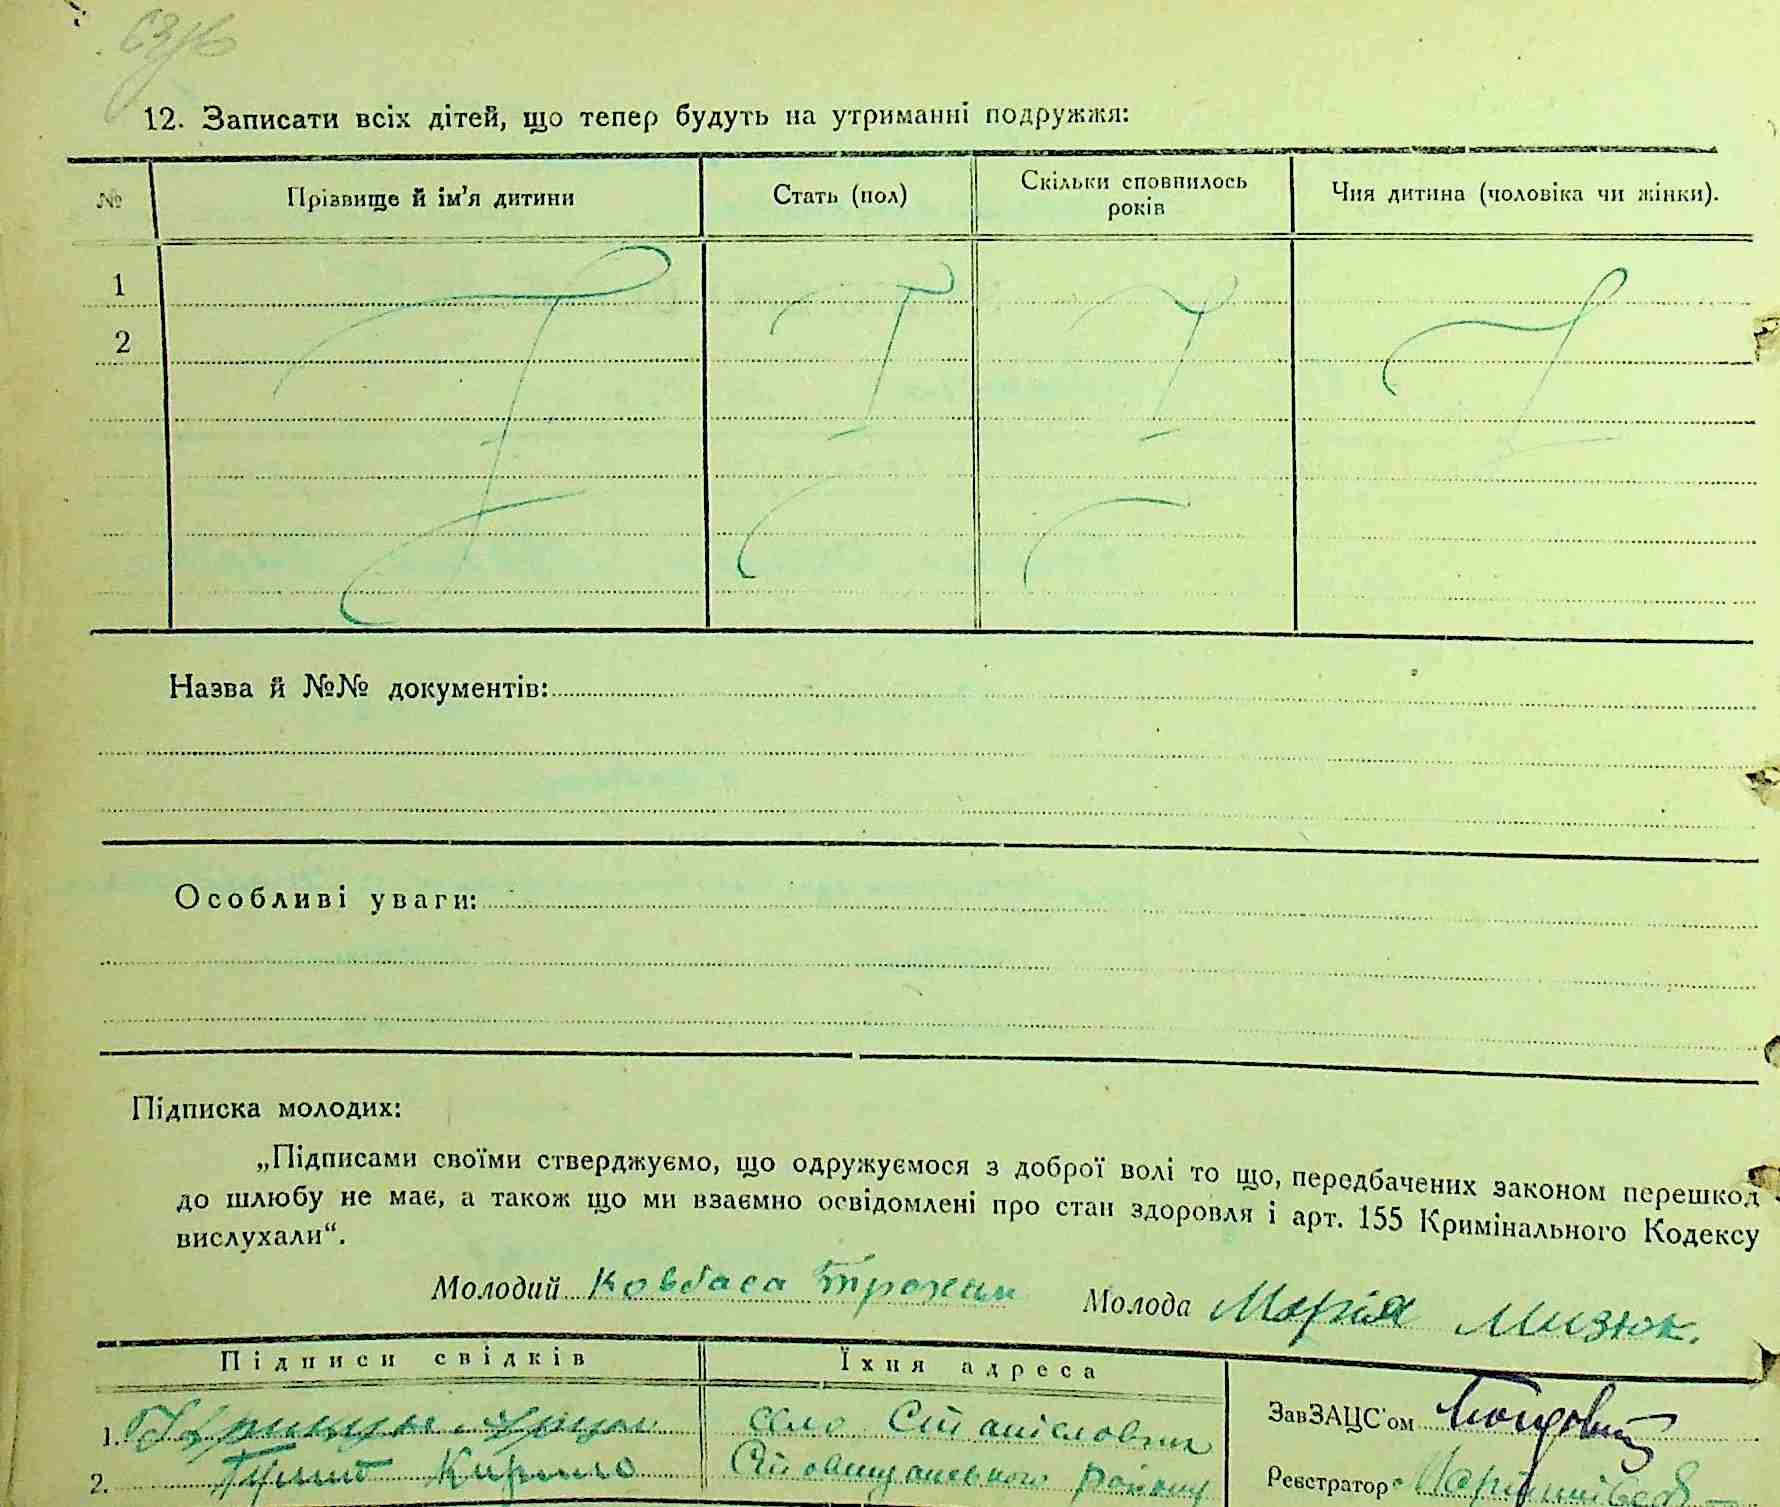 12. Записати всіх дітей, що тепер будуть на утриманні подружжя:
№ Прізвище й ім’я дитини Стать (пол) Скільки сповнилось років Чия дитина (чоловіка чи жінки).
1
2
Назва й №№ документів:
Особливі уваги:
Підписка молодих:
„Підписами своїми стверджуємо, що одружуємося з доброї волі то що, передбачених законом перешкод
до шлюбу не має, а також що ми взаємно освідомлені про стан здоровля і арт. 155 Кримінального Кодексу
вислухали“.
Молодий Ковбаса Трохим Молода Марія Мизюк.
Підписи свідків Їхня адреса
ЗавЗАЦС’ом
1. село Станіслович
2. Кирило району
Реєстратор